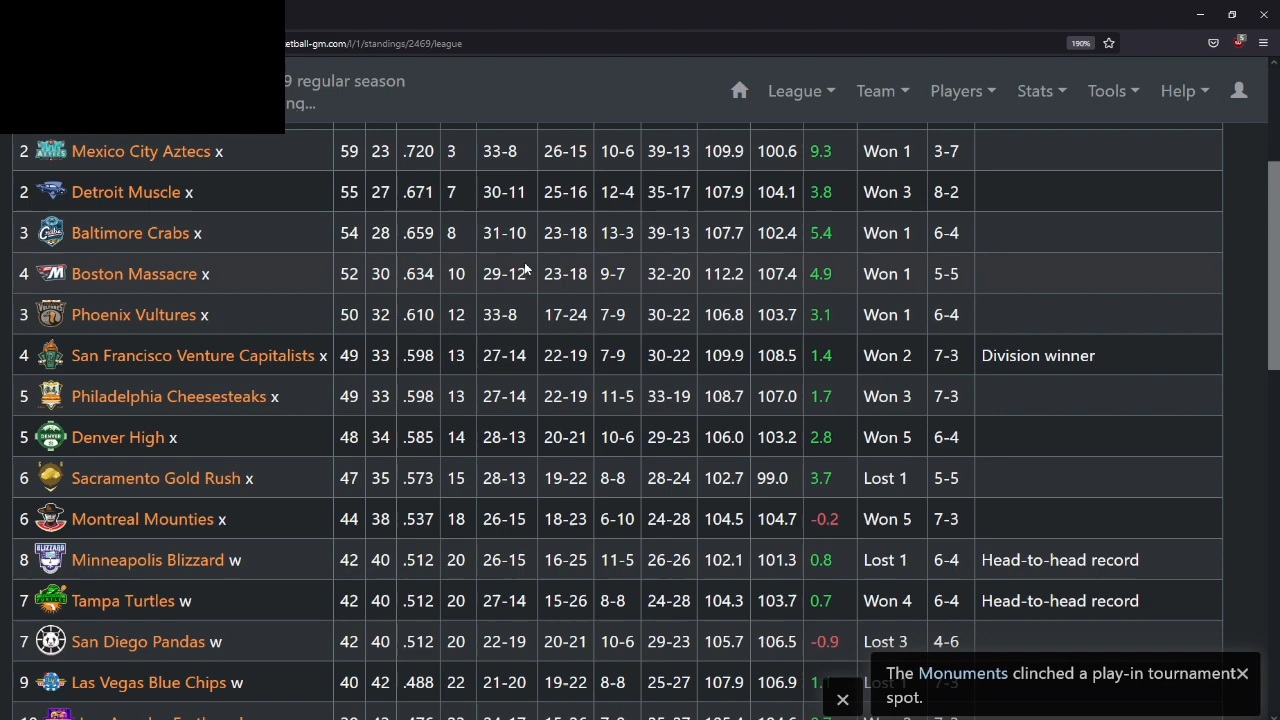 etball-gm.com/l/1/standings/2469/league
190%
5
9 regular season
ng...
League Team Players Stats Tools Help
2 Mexico City Aztecs x 59 23 .720 3 33-8 26-15 10-6 39-13 109.9 100.6 9.3 Won 1 3-7
2 Detroit Muscle x 55 27 .671 7 30-11 25-16 12-4 35-17 107.9 104.1 3.8 Won 3 8-2
3 Baltimore Crabs x 54 28 .659 8 31-10 23-18 13-3 39-13 107.7 102.4 5.4 Won 1 6-4
4 Boston Massacre x 52 30 .634 10 29-12 23-18 9-7 32-20 112.2 107.4 4.9 Won 1 5-5
3 Phoenix Vultures x 50 32 .610 12 33-8 17-24 7-9 30-22 106.8 103.7 3.1 Won 1 6-4
4 San Francisco Venture Capitalists x 49 33 .598 13 27-14 22-19 7-9 30-22 109.9 108.5 1.4 Won 2 7-3 Division winner
5 Philadelphia Cheesesteaks x 49 33 .598 13 27-14 22-19 11-5 33-19 108.7 107.0 1.7 Won 3 7-3
5 Denver High x 48 34 .585 14 28-13 20-21 10-6 29-23 106.0 103.2 2.8 Won 5 6-4
6 Sacramento Gold Rush x 47 35 .573 15 28-13 19-22 8-8 28-24 102.7 99.0 3.7 Lost 1 5-5
6 Montreal Mounties x 44 38 .537 18 26-15 18-23 6-10 24-28 104.5 104.7 -0.2 Won 5 7-3
8 Minneapolis Blizzard w 42 40 .512 20 26-15 16-25 11-5 26-26 102.1 101.3 0.8 Lost 1 6-4 Head-to-head record
7 Tampa Turtles w 42 40 .512 20 27-14 15-26 8-8 24-28 104.3 103.7 0.7 Won 4 6-4 Head-to-head record
7 San Diego Pandas w 42 40 .512 20 22-19 20-21 10-6 29-23 105.7 106.5 -0.9 Lost 3 4-6
9 Las Vegas Blue Chips w 40 42 .488 22 21-20 19-22 8-8 25-27 107.9 106.9
The Monuments clinched a play-in tournament
spot.